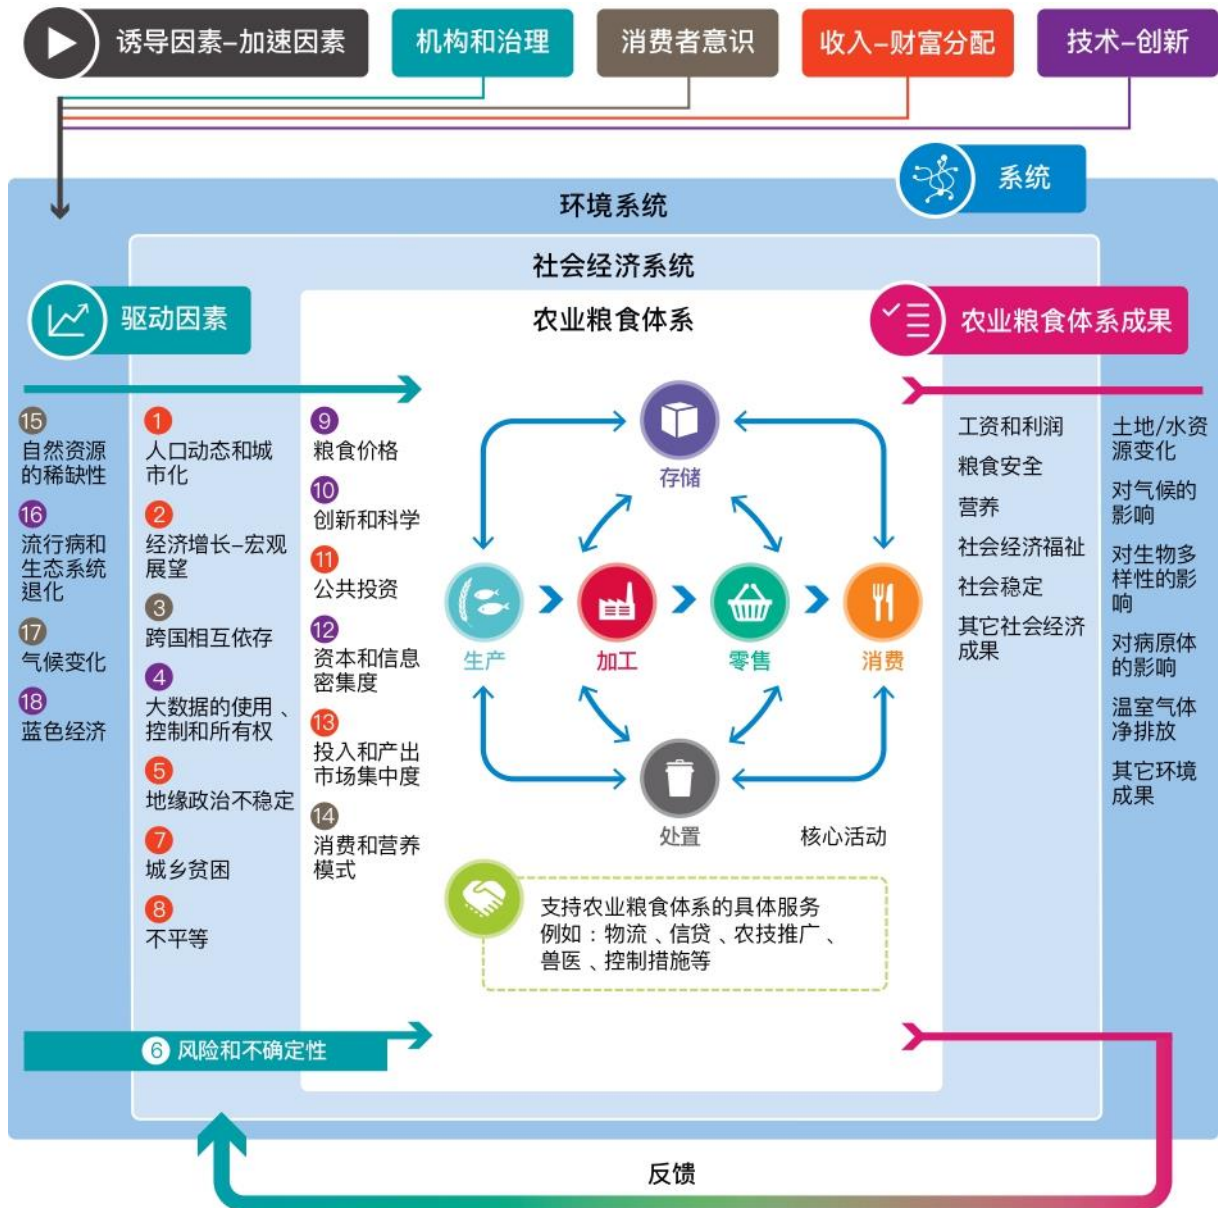 诱导因素–加速因素
机构和治理
消费者意识
收入–财富分配
技术–创新
系统
环境系统
社会经济系统
农业粮食体系
驱动因素
农业粮食体系成果
15
自然资源
的稀缺性
16
流行病和
生态系统
退化
17
气候变化
18
蓝色经济
1
人口动态和城
市化
2
经济增长–宏观
展望
3
跨国相互依存
4
大数据的使用、
控制和所有权
5
地缘政治不稳定
7
城乡贫困
8
不平等
9
粮食价格
10
创新和科学
11
公共投资
12
资本和信息
密集度
13
投入和产出
市场集中度
14
消费和营养
模式
存储
生产
加工
零售
消费
处置
核心活动
支持农业粮食体系的具体服务
例如：物流、信贷、农技推广、
兽医、控制措施等
工资和利润
粮食安全
营养
社会经济福祉
社会稳定
其它社会经济
成果
土地/水资
源变化
对气候的
影响
对生物多
样性的影
响
对病原体
的影响
温室气体
净排放
其它环境
成果
6 风险和不确定性
反馈